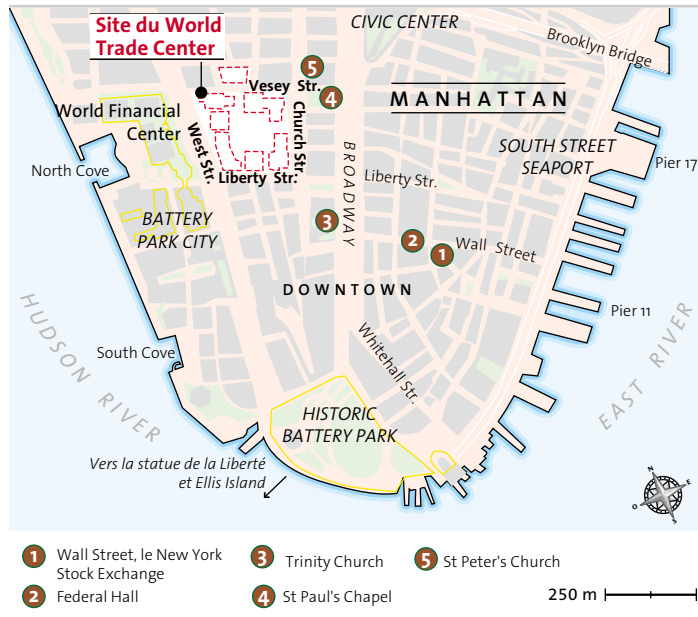 Site du World
Trade Center
CIVIC CENTER
Brooklyn Bridge
5
Vesey Str.
4
MANHATTAN
World Financial
Center
West Str.
Church Str.
Liberty Str.
BROADWAY
Liberty Str.
SOUTH STREET
SEAPORT
Pier 17
North Cove
BATTERY
PARK CITY
3
2
1
Wall Street
DOWNTOWN
HUDSON RIVER
Pier 11
EAST RIVER
South Cove
Whitehall Str.
HISTORIC
BATTERY PARK
Vers la statue de la Liberté
et Ellis Island
N
E
S
O
1 Wall Street, le New York
Stock Exchange
2 Federal Hall
3 Trinity Church
4 St Paul's Chapel
5 St Peter's Church
250 m